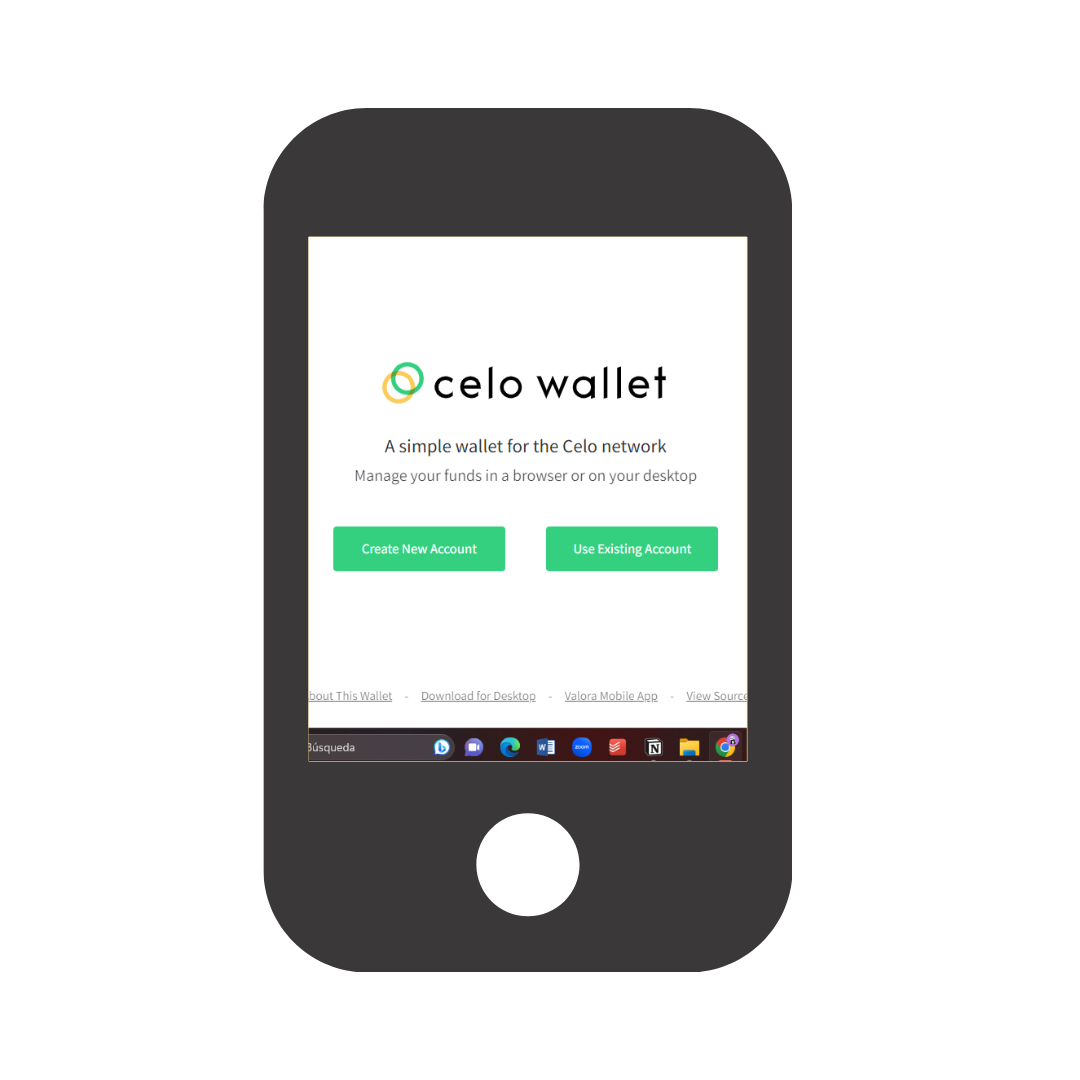 celo wallet
A simple wallet for the Celo network
Manage your funds in a browser or on your desktop
Create New Account Use Existing Account
bout This Wallet - Download for Desktop - Valora Mobile App - View Source
Búsqueda b W zoom N